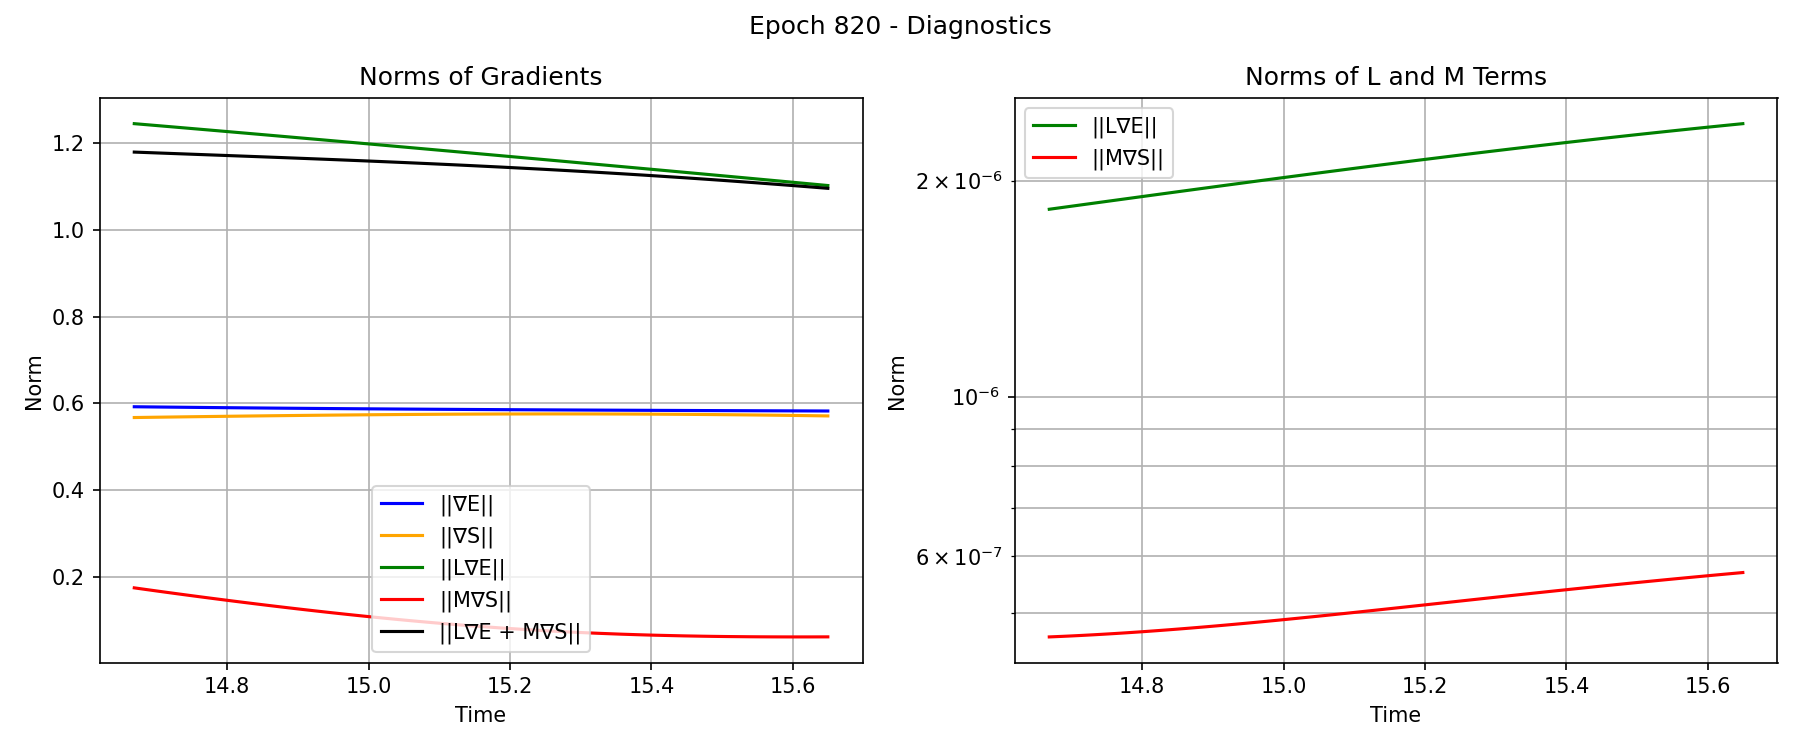 Epoch 820 - Diagnostics
Norms of Gradients
1.2
1.0
0.8
0.6
0.4
0.2
Norm
||∇E||
||∇S||
||L∇E||
||M∇S||
||L∇E + M∇S||
14.8 15.0 15.2 15.4 15.6
Time
Norms of L and M Terms
||L∇E||
||M∇S||
2 × 10⁻⁶
10⁻⁶
6 × 10⁻⁷
Norm
14.8 15.0 15.2 15.4 15.6
Time